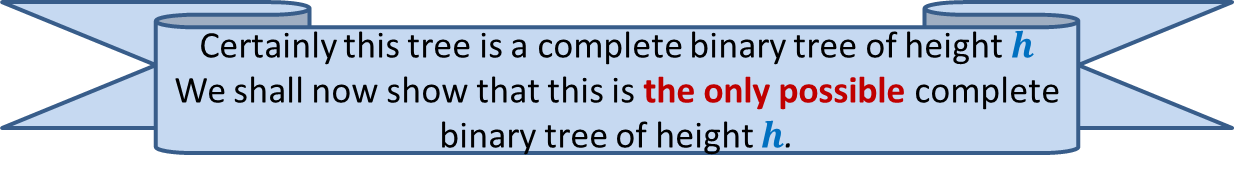 Certainly this tree is a complete binary tree of height h
We shall now show that this is the only possible complete
binary tree of height h.